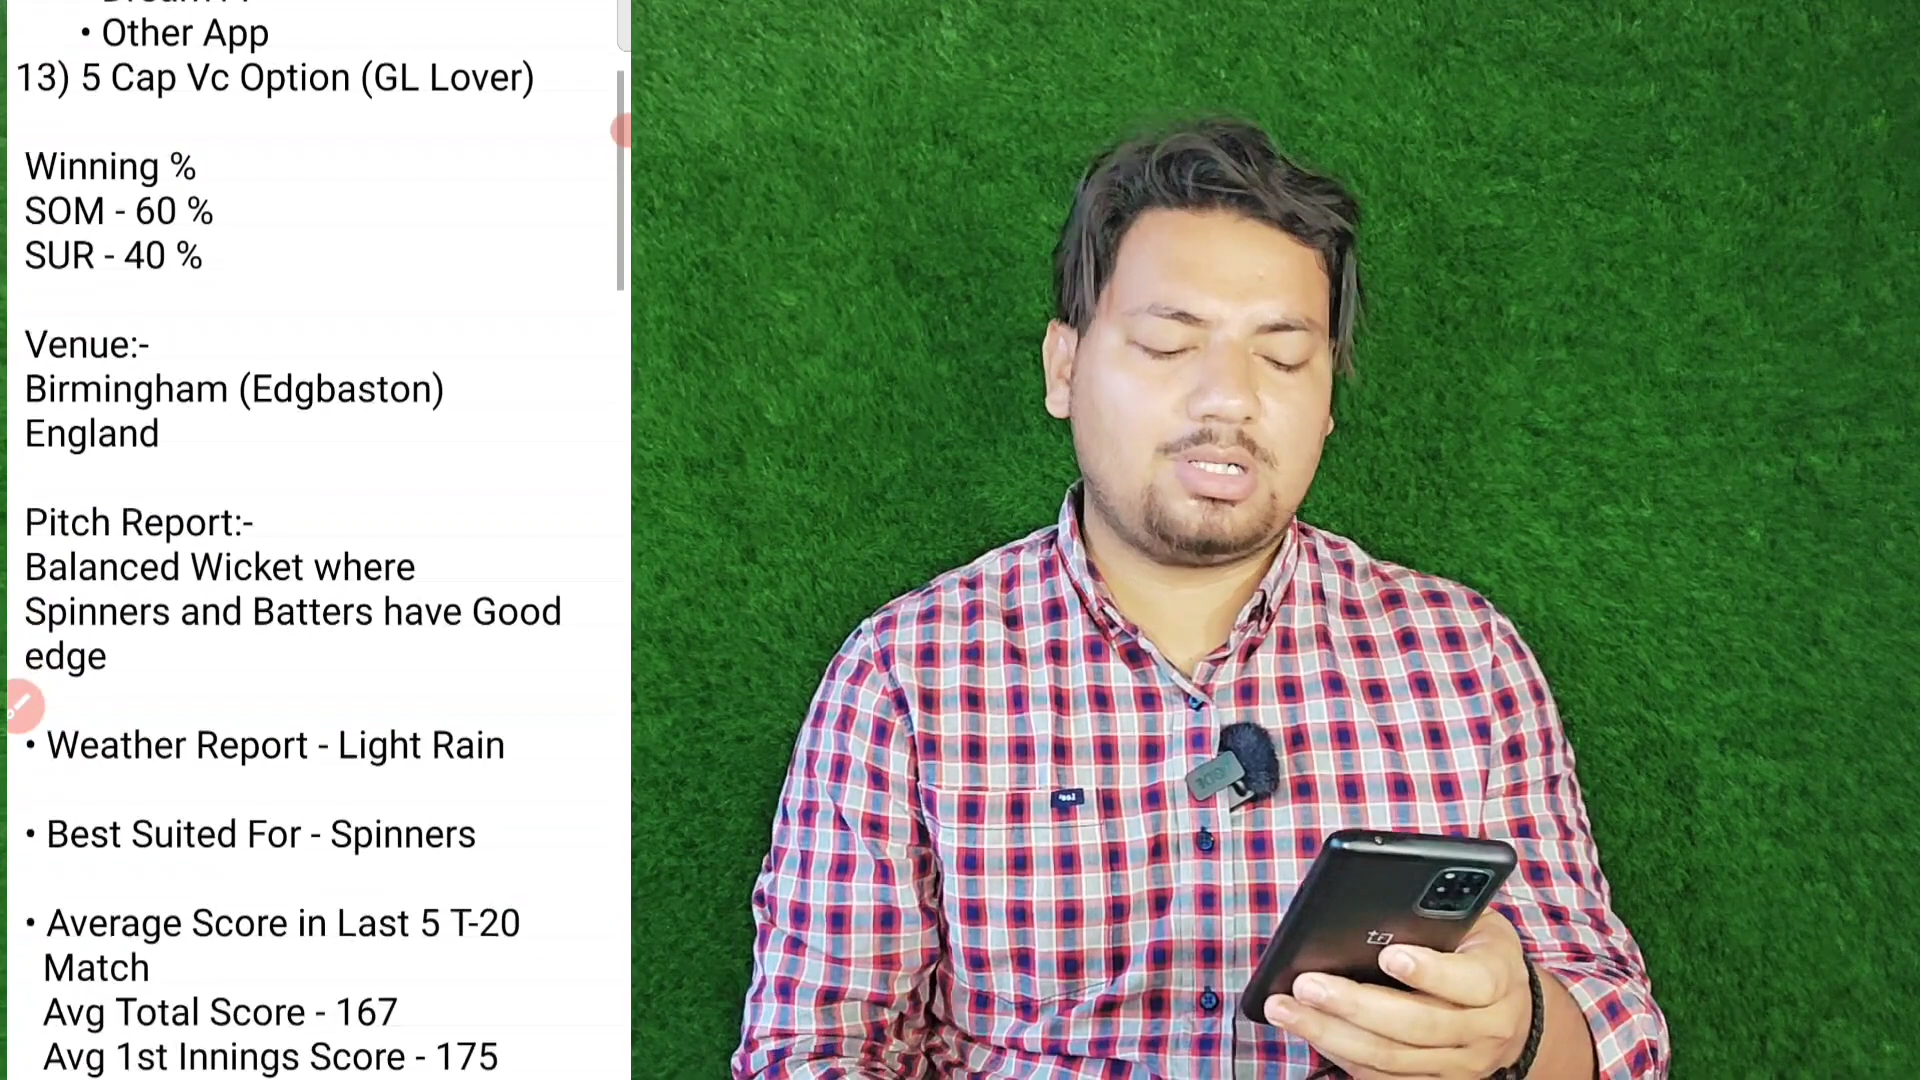 • Other App
13) 5 Cap Vc Option (GL Lover)
Winning %
SOM - 60 %
SUR - 40 %
Venue:-
Birmingham (Edgbaston)
England
Pitch Report:-
Balanced Wicket where
Spinners and Batters have Good
edge
• Weather Report - Light Rain
• Best Suited For - Spinners
• Average Score in Last 5 T-20
Match
Avg Total Score - 167
Avg 1st Innings Score - 175